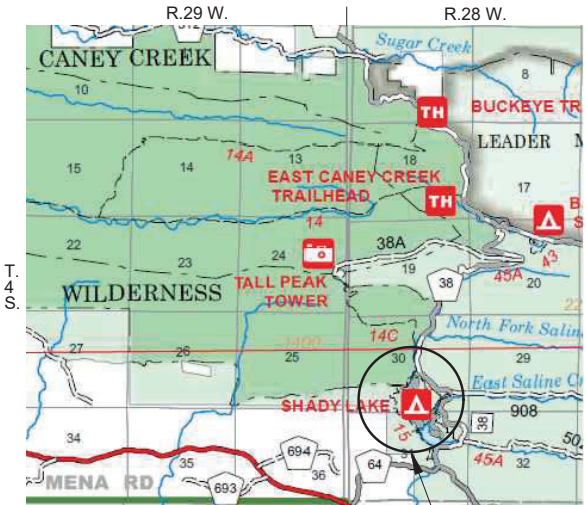 R.29 W.
R.28 W.
Sugar Creek
CANEY CREEK
8
10
TH
BUCKEYE TR
LEADER
15
14
14A
13
18
17
EAST CANEY CREEK
TRAILHEAD
TH
14
22
23
24
38A
19
43
T.
4
S.
TALL PEAK
TOWER
38
45A
20
WILDERNESS
14C
North Fork Salin
27
26
25
1400
30
29
East Saline C
SHADY LAKE
38
908
50
15
34
35
694
36
64
45A
32
MENA RD
693